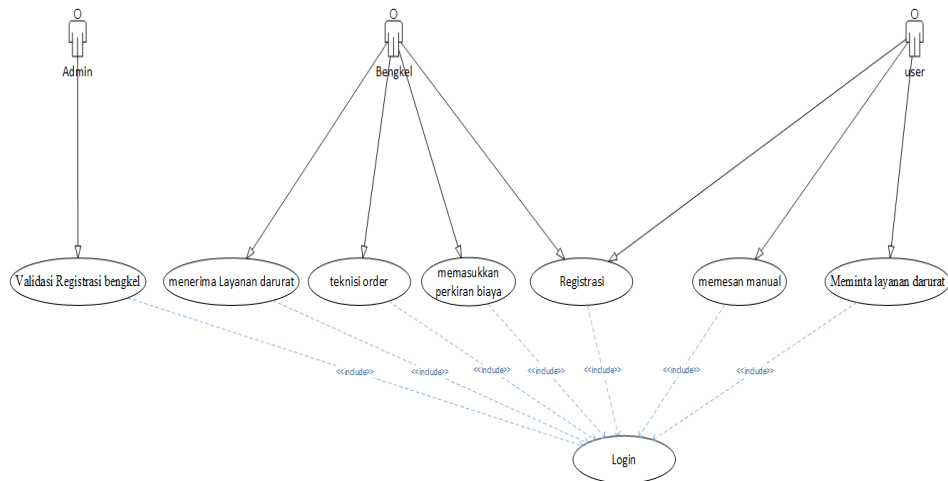 Admin
Bengkel
user
Validasi Registrasi bengkel
menerima Layanan darurat
teknisi order
memasukkan
perkiran biaya
Registrasi
memesan manual
Meminta layanan darurat
<<include>>
<<include>>
<<include>>
<<include>>
<<include>>
<<include>>
<<include>>
Login